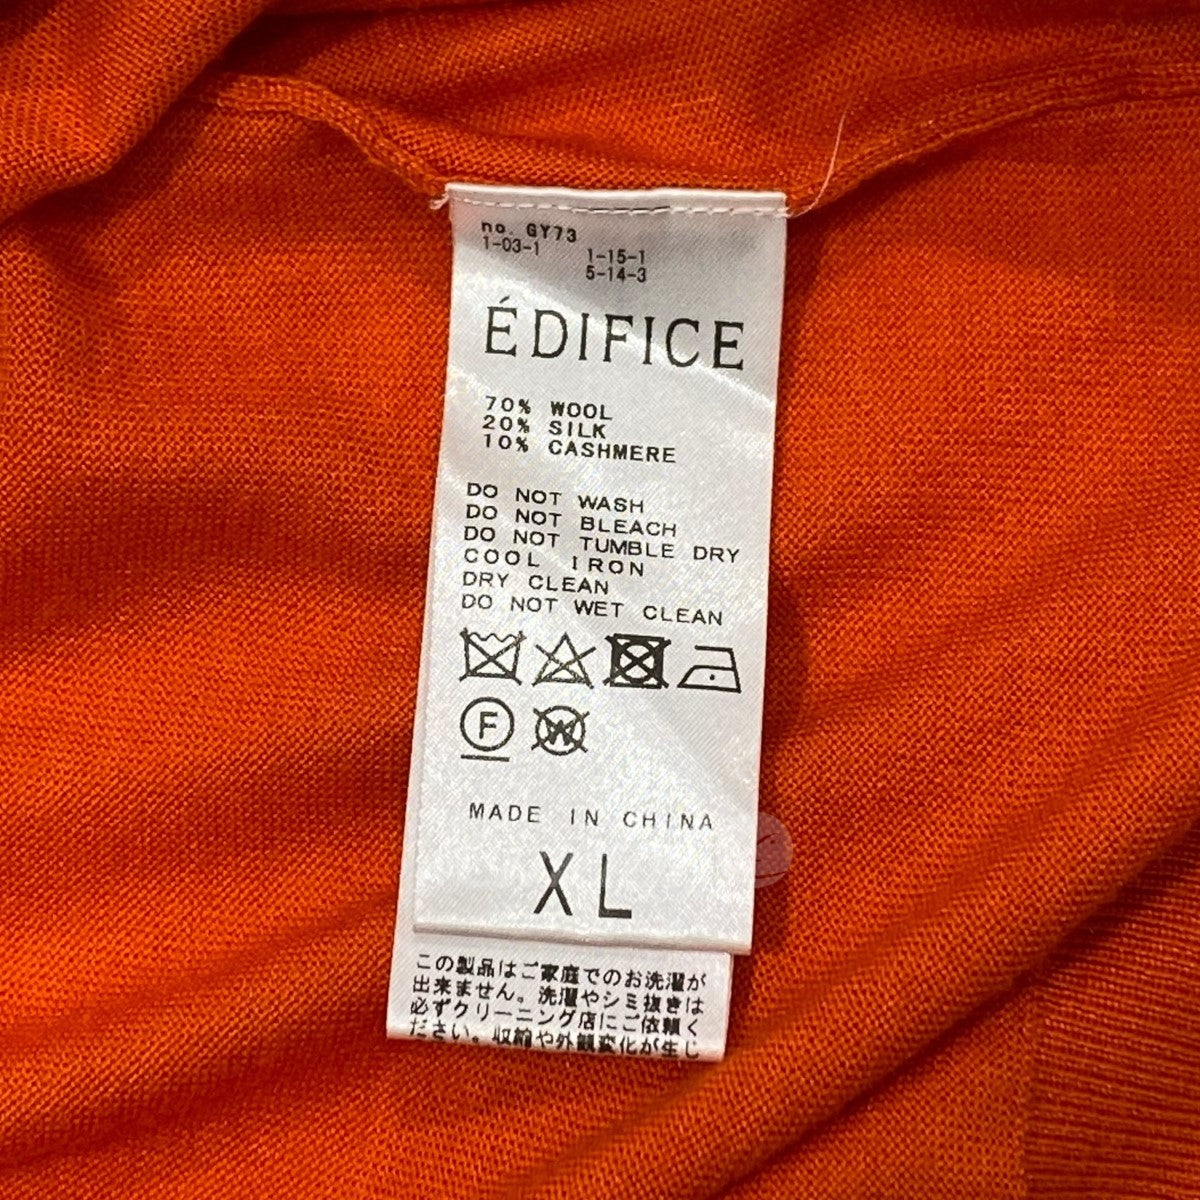 no. GY73
1-03-1
1-15-1
5-14-3
ÉDIFICE
70% WOOL
20% SILK
10% CASHMERE
DO NOT WASH
DO NOT BLEACH
DO NOT TUMBLE DRY
COOL IRON
DRY CLEAN
DO NOT WET CLEAN
F W
MADE IN CHINA
XL
この製品はご家庭でのお洗濯が
出来ません。洗濯やシミ抜きは
必ずクリーニング店にご依頼く
ださい。収縮や外観変化が生じ